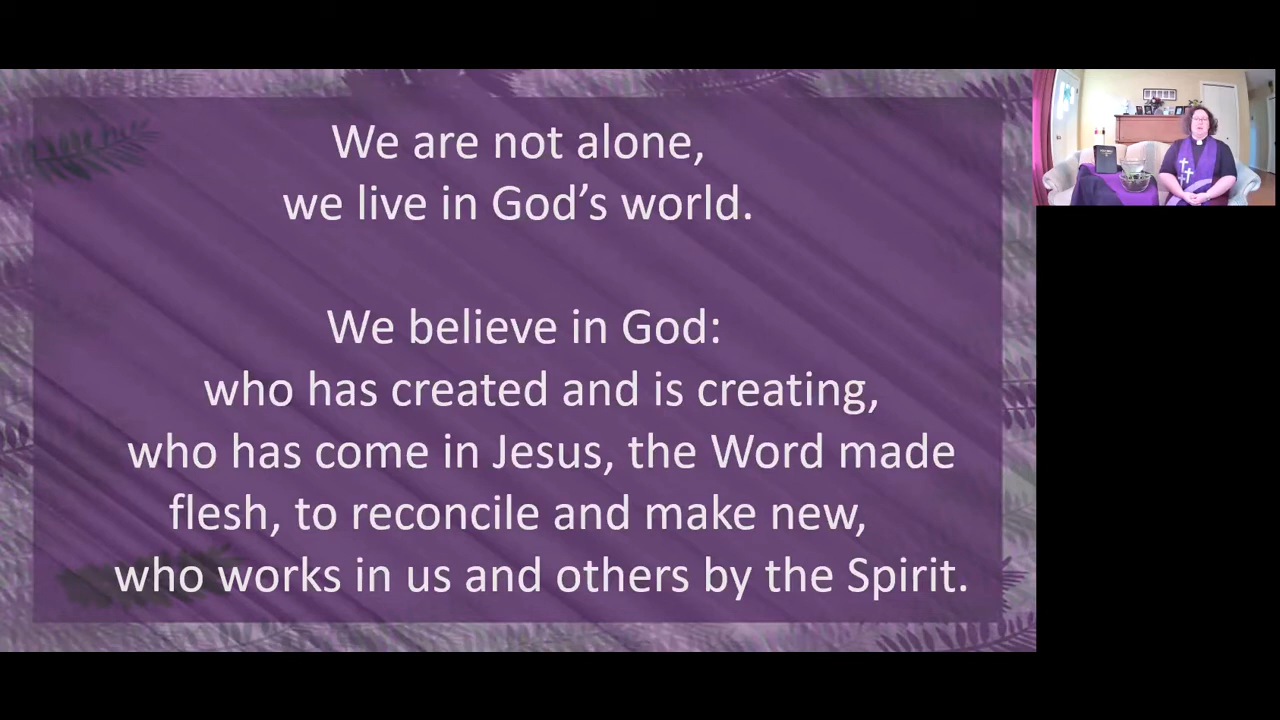 We are not alone,
we live in God’s world.
We believe in God:
who has created and is creating,
who has come in Jesus, the Word made
flesh, to reconcile and make new,
who works in us and others by the Spirit.